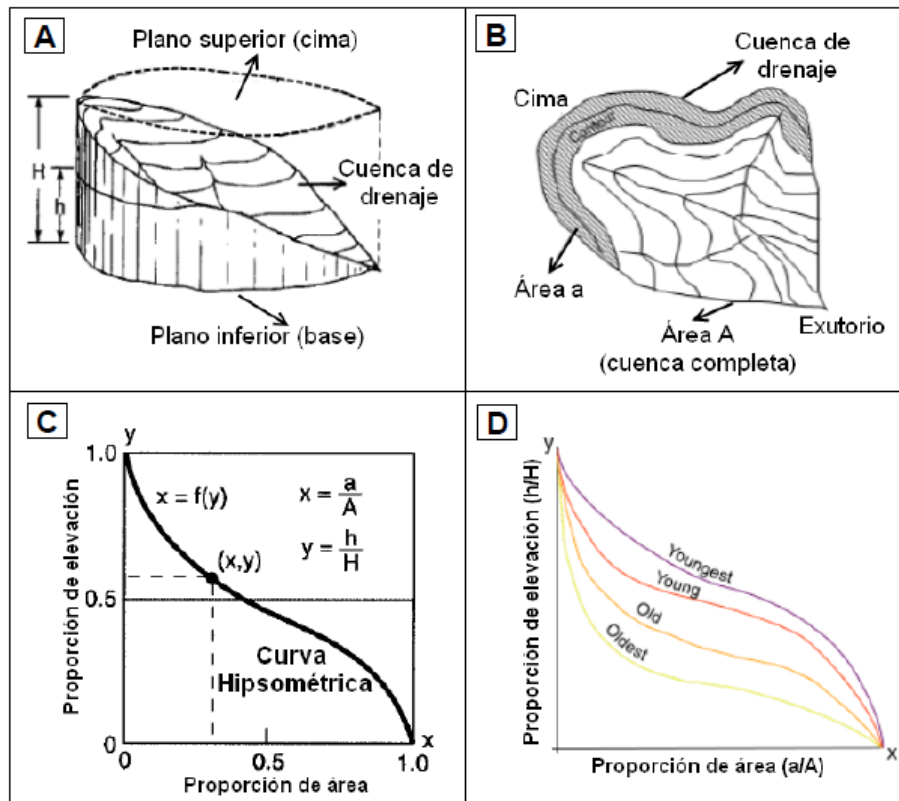 A
Plano superior (cima)
H
h
Cuenca de
drenaje
Plano inferior (base)
B
Cuenca de
drenaje
Cima
Contour
Área a
Área A
(cuenca completa)
Exutorio
C
y
1.0
x = f(y)
x = a/A
y = h/H
(x,y)
0.5
Curva
Hipsométrica
0
x
0
0.5
1.0
Proporción de elevación
Proporción de área
D
y
Proporción de elevación (h/H)
Youngest
Young
Old
Oldest
x
Proporción de área (a/A)